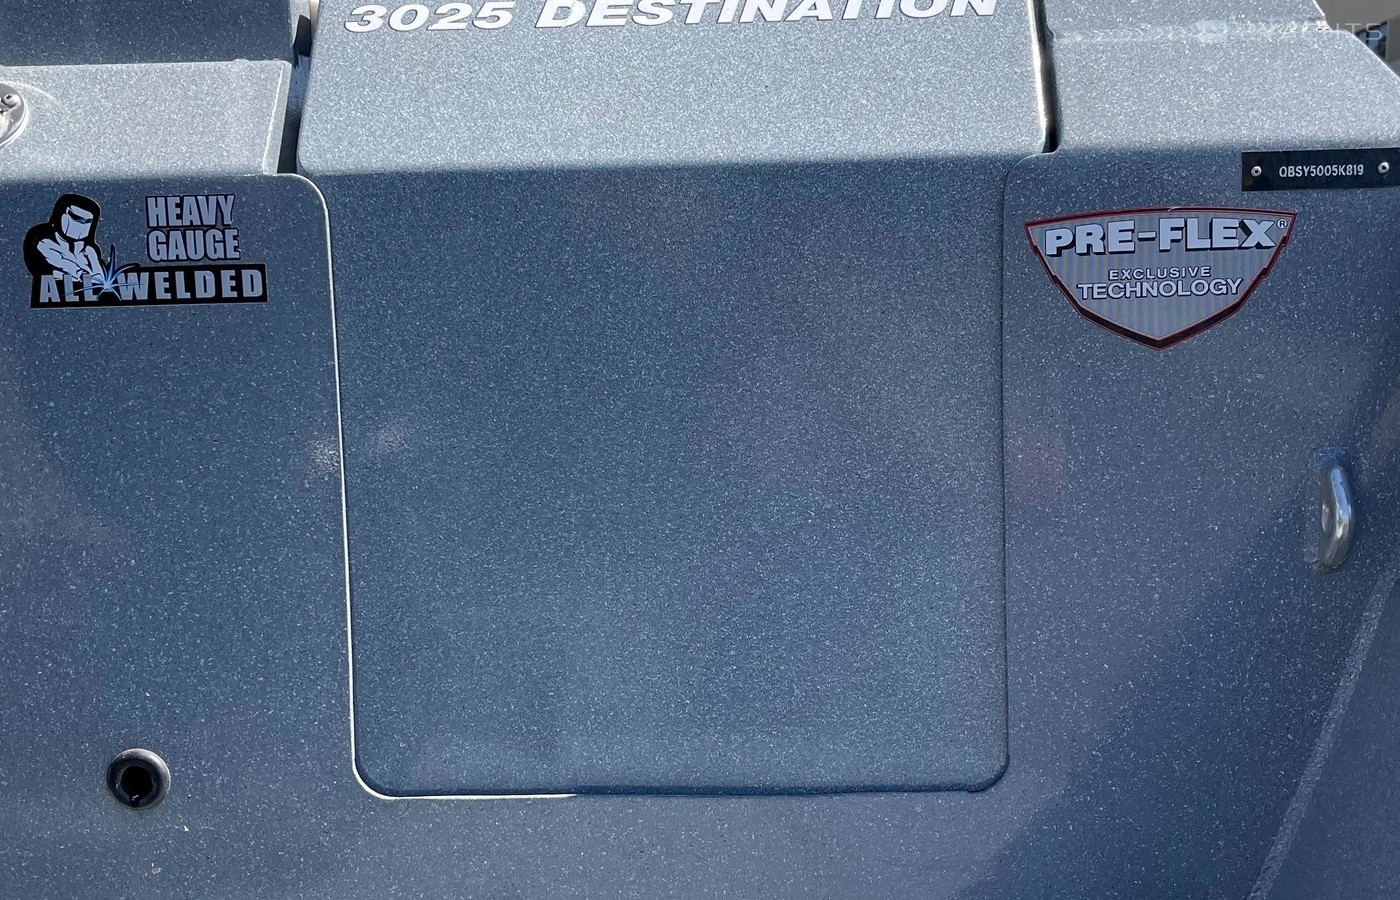 3025 DESTINATION
QBSY5005K819
HEAVY
GAUGE
ALL WELDED
PRE-FLEX®
EXCLUSIVE
TECHNOLOGY